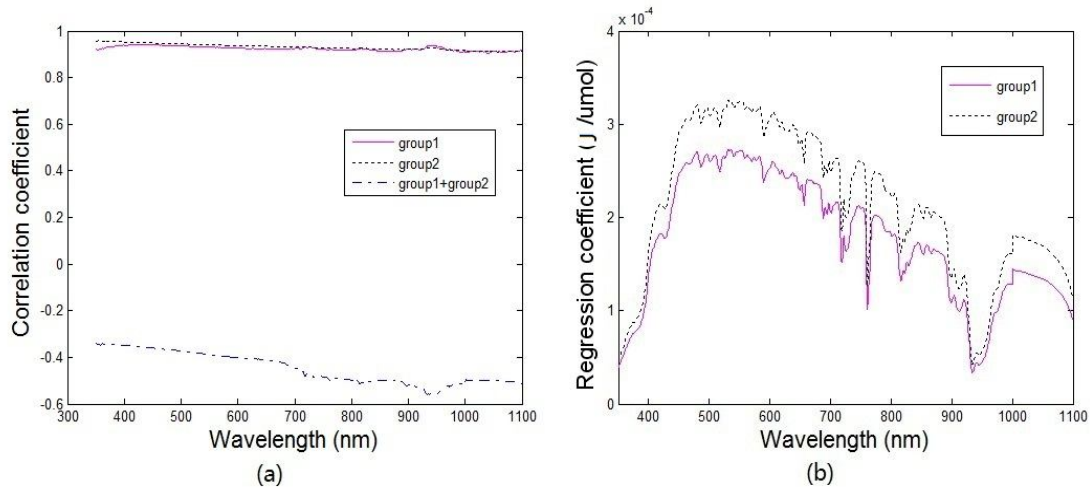 1
0.8
0.6
0.4
0.2
0
-0.2
-0.4
-0.6
300 400 500 600 700 800 900 1000 1100
Correlation coefficient
Wavelength (nm)
group1
group2
group1+group2
(a)
x 10-4
4
3
2
1
0
400 500 600 700 800 900 1000 1100
Regression coefficient (J /umol)
Wavelength (nm)
group1
group2
(b)